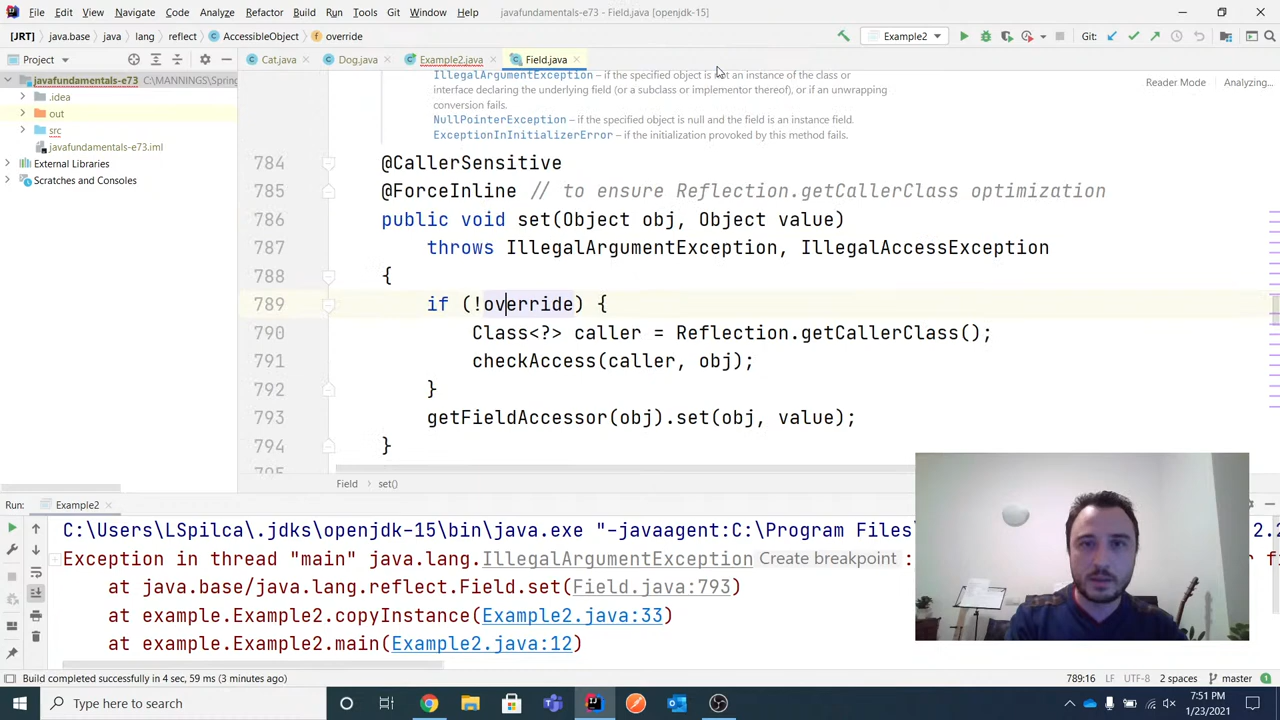 File Edit View Navigate Code Analyze Refactor Build Run Tools Git Window Help javafundamentals-e73 - Field.java [openjdk-15]
[JRT] java.base java lang reflect AccessibleObject override Example2 Git:
Cat.java Dog.java Example2.java Field.java
javafundamentals-e73 C:\MANNINGS\Spring
.idea
out
src
javafundamentals-e73.iml
External Libraries
Scratches and Consoles
Reader Mode Analyzing...
IllegalArgumentException – if the specified object is not an instance of the class or
interface declaring the underlying field (or a subclass or implementor thereof), or if an unwrapping
conversion fails.
NullPointerException – if the specified object is null and the field is an instance field.
ExceptionInInitializerError – if the initialization provoked by this method fails.
784 @CallerSensitive
785 @ForceInline // to ensure Reflection.getCallerClass optimization
786 public void set(Object obj, Object value)
787 throws IllegalArgumentException, IllegalAccessException
788 {
789 if (!override) {
790 Class<?> caller = Reflection.getCallerClass();
791 checkAccess(caller, obj);
792 }
793 getFieldAccessor(obj).set(obj, value);
794 }
Field set()
Run: Example2
C:\Users\LSpilca\.jdks\openjdk-15\bin\java.exe "-javaagent:C:\Program Files\
Exception in thread "main" java.lang.IllegalArgumentException Create breakpoint :
at java.base/java.lang.reflect.Field.set(Field.java:793)
at example.Example2.copyInstance(Example2.java:33)
at example.Example2.main(Example2.java:12)
Build completed successfully in 4 sec, 59 ms (3 minutes ago) 789:16 LF UTF-8 2 spaces master
Type here to search 7:51 PM
1/23/2021